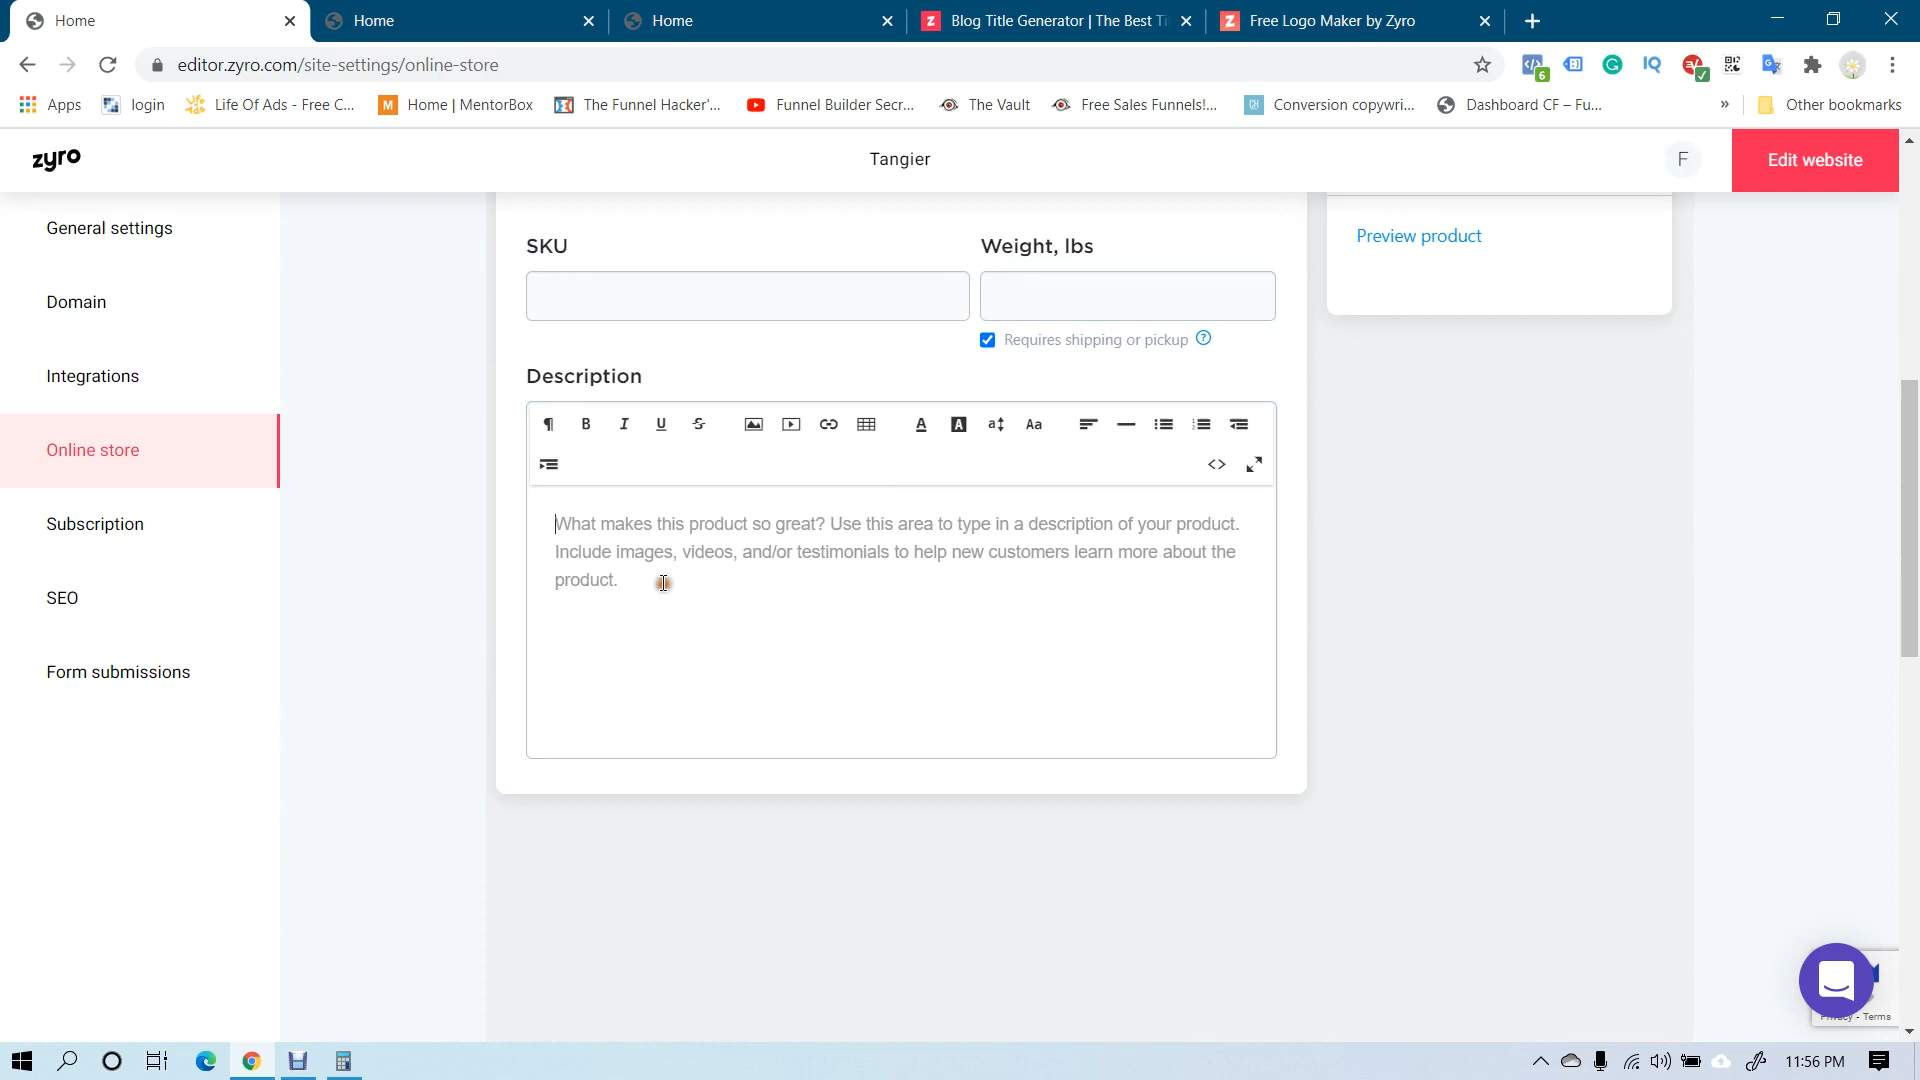 Home
Home
Home
Blog Title Generator | The Best Ti
Free Logo Maker by Zyro
editor.zyro.com/site-settings/online-store
6
Apps
login
Life Of Ads - Free C...
Home | MentorBox
The Funnel Hacker'...
Funnel Builder Secr...
The Vault
Free Sales Funnels!...
Conversion copywri...
Dashboard CF – Fu...
»
Other bookmarks
zyro
Tangier
F
Edit website
General settings
Domain
Integrations
Online store
Subscription
SEO
Form submissions
SKU
Weight, lbs
Preview product
Requires shipping or pickup
Description
What makes this product so great? Use this area to type in a description of your product.
Include images, videos, and/or testimonials to help new customers learn more about the
product.
Privacy - Terms
11:56 PM